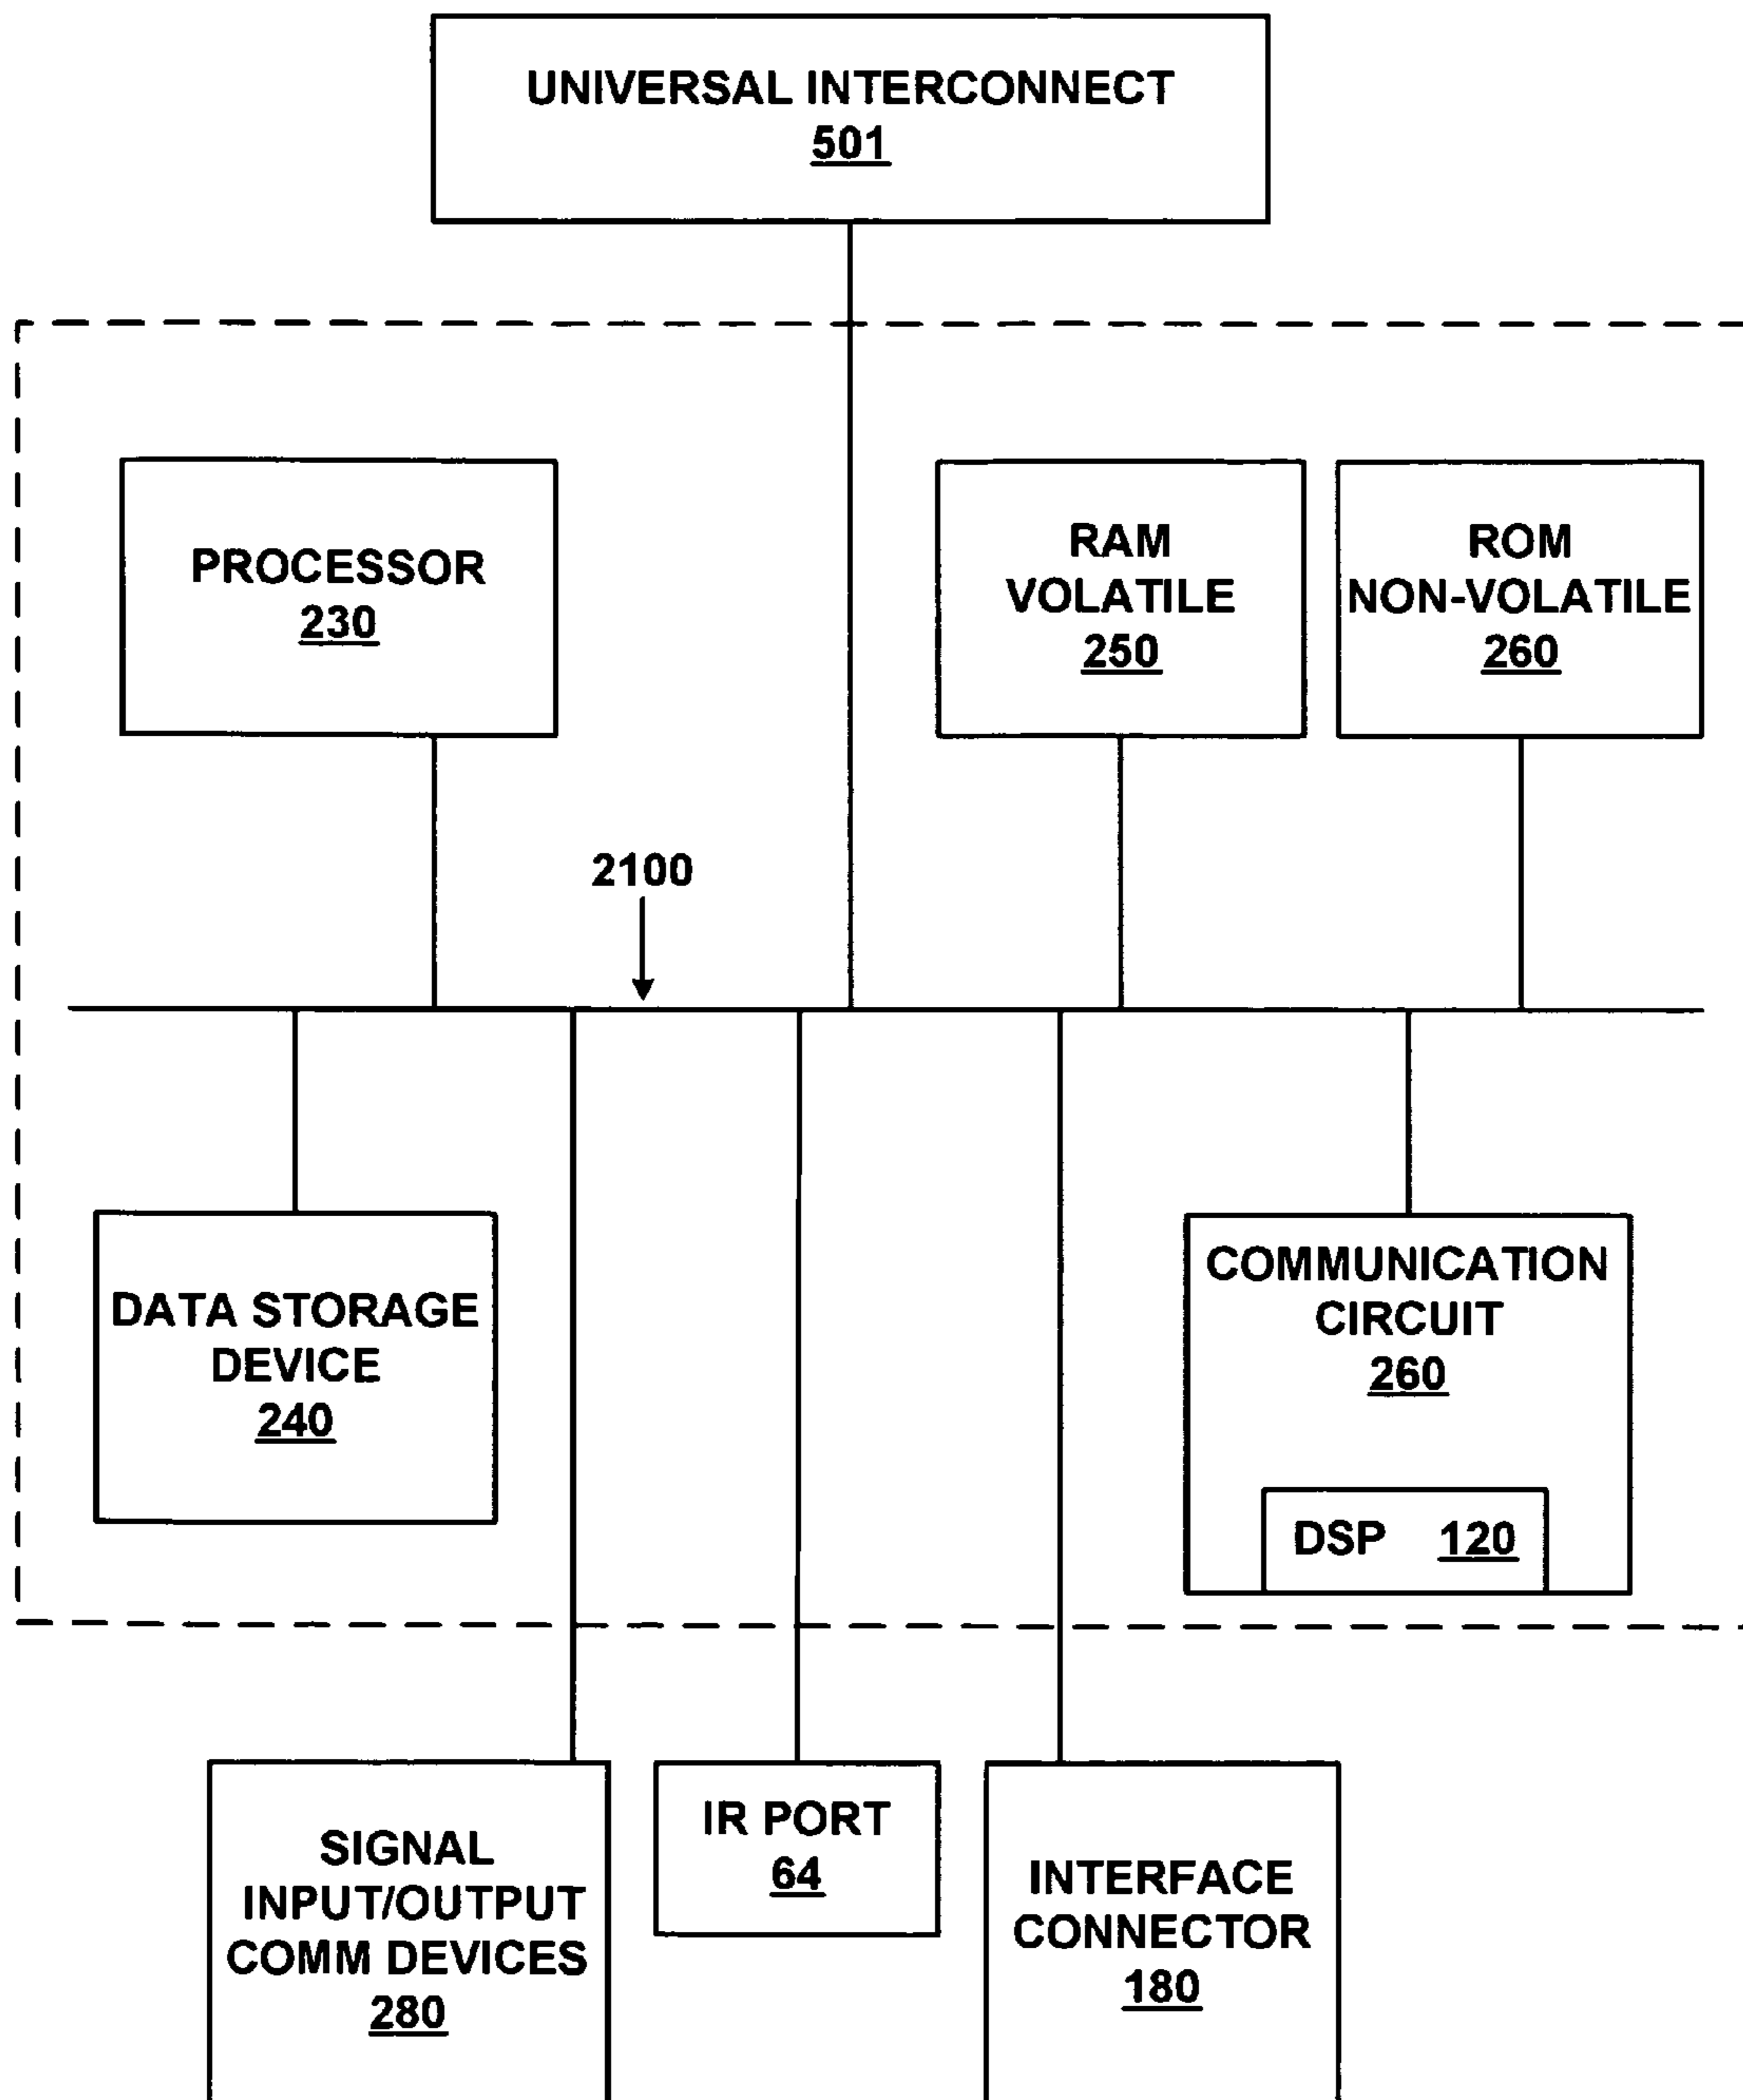 UNIVERSAL INTERCONNECT
501
PROCESSOR
230
RAM
VOLATILE
250
ROM
NON-VOLATILE
260
2100
DATA STORAGE
DEVICE
240
COMMUNICATION
CIRCUIT
260
DSP 120
SIGNAL
INPUT/OUTPUT
COMM DEVICES
280
IR PORT
64
INTERFACE
CONNECTOR
180